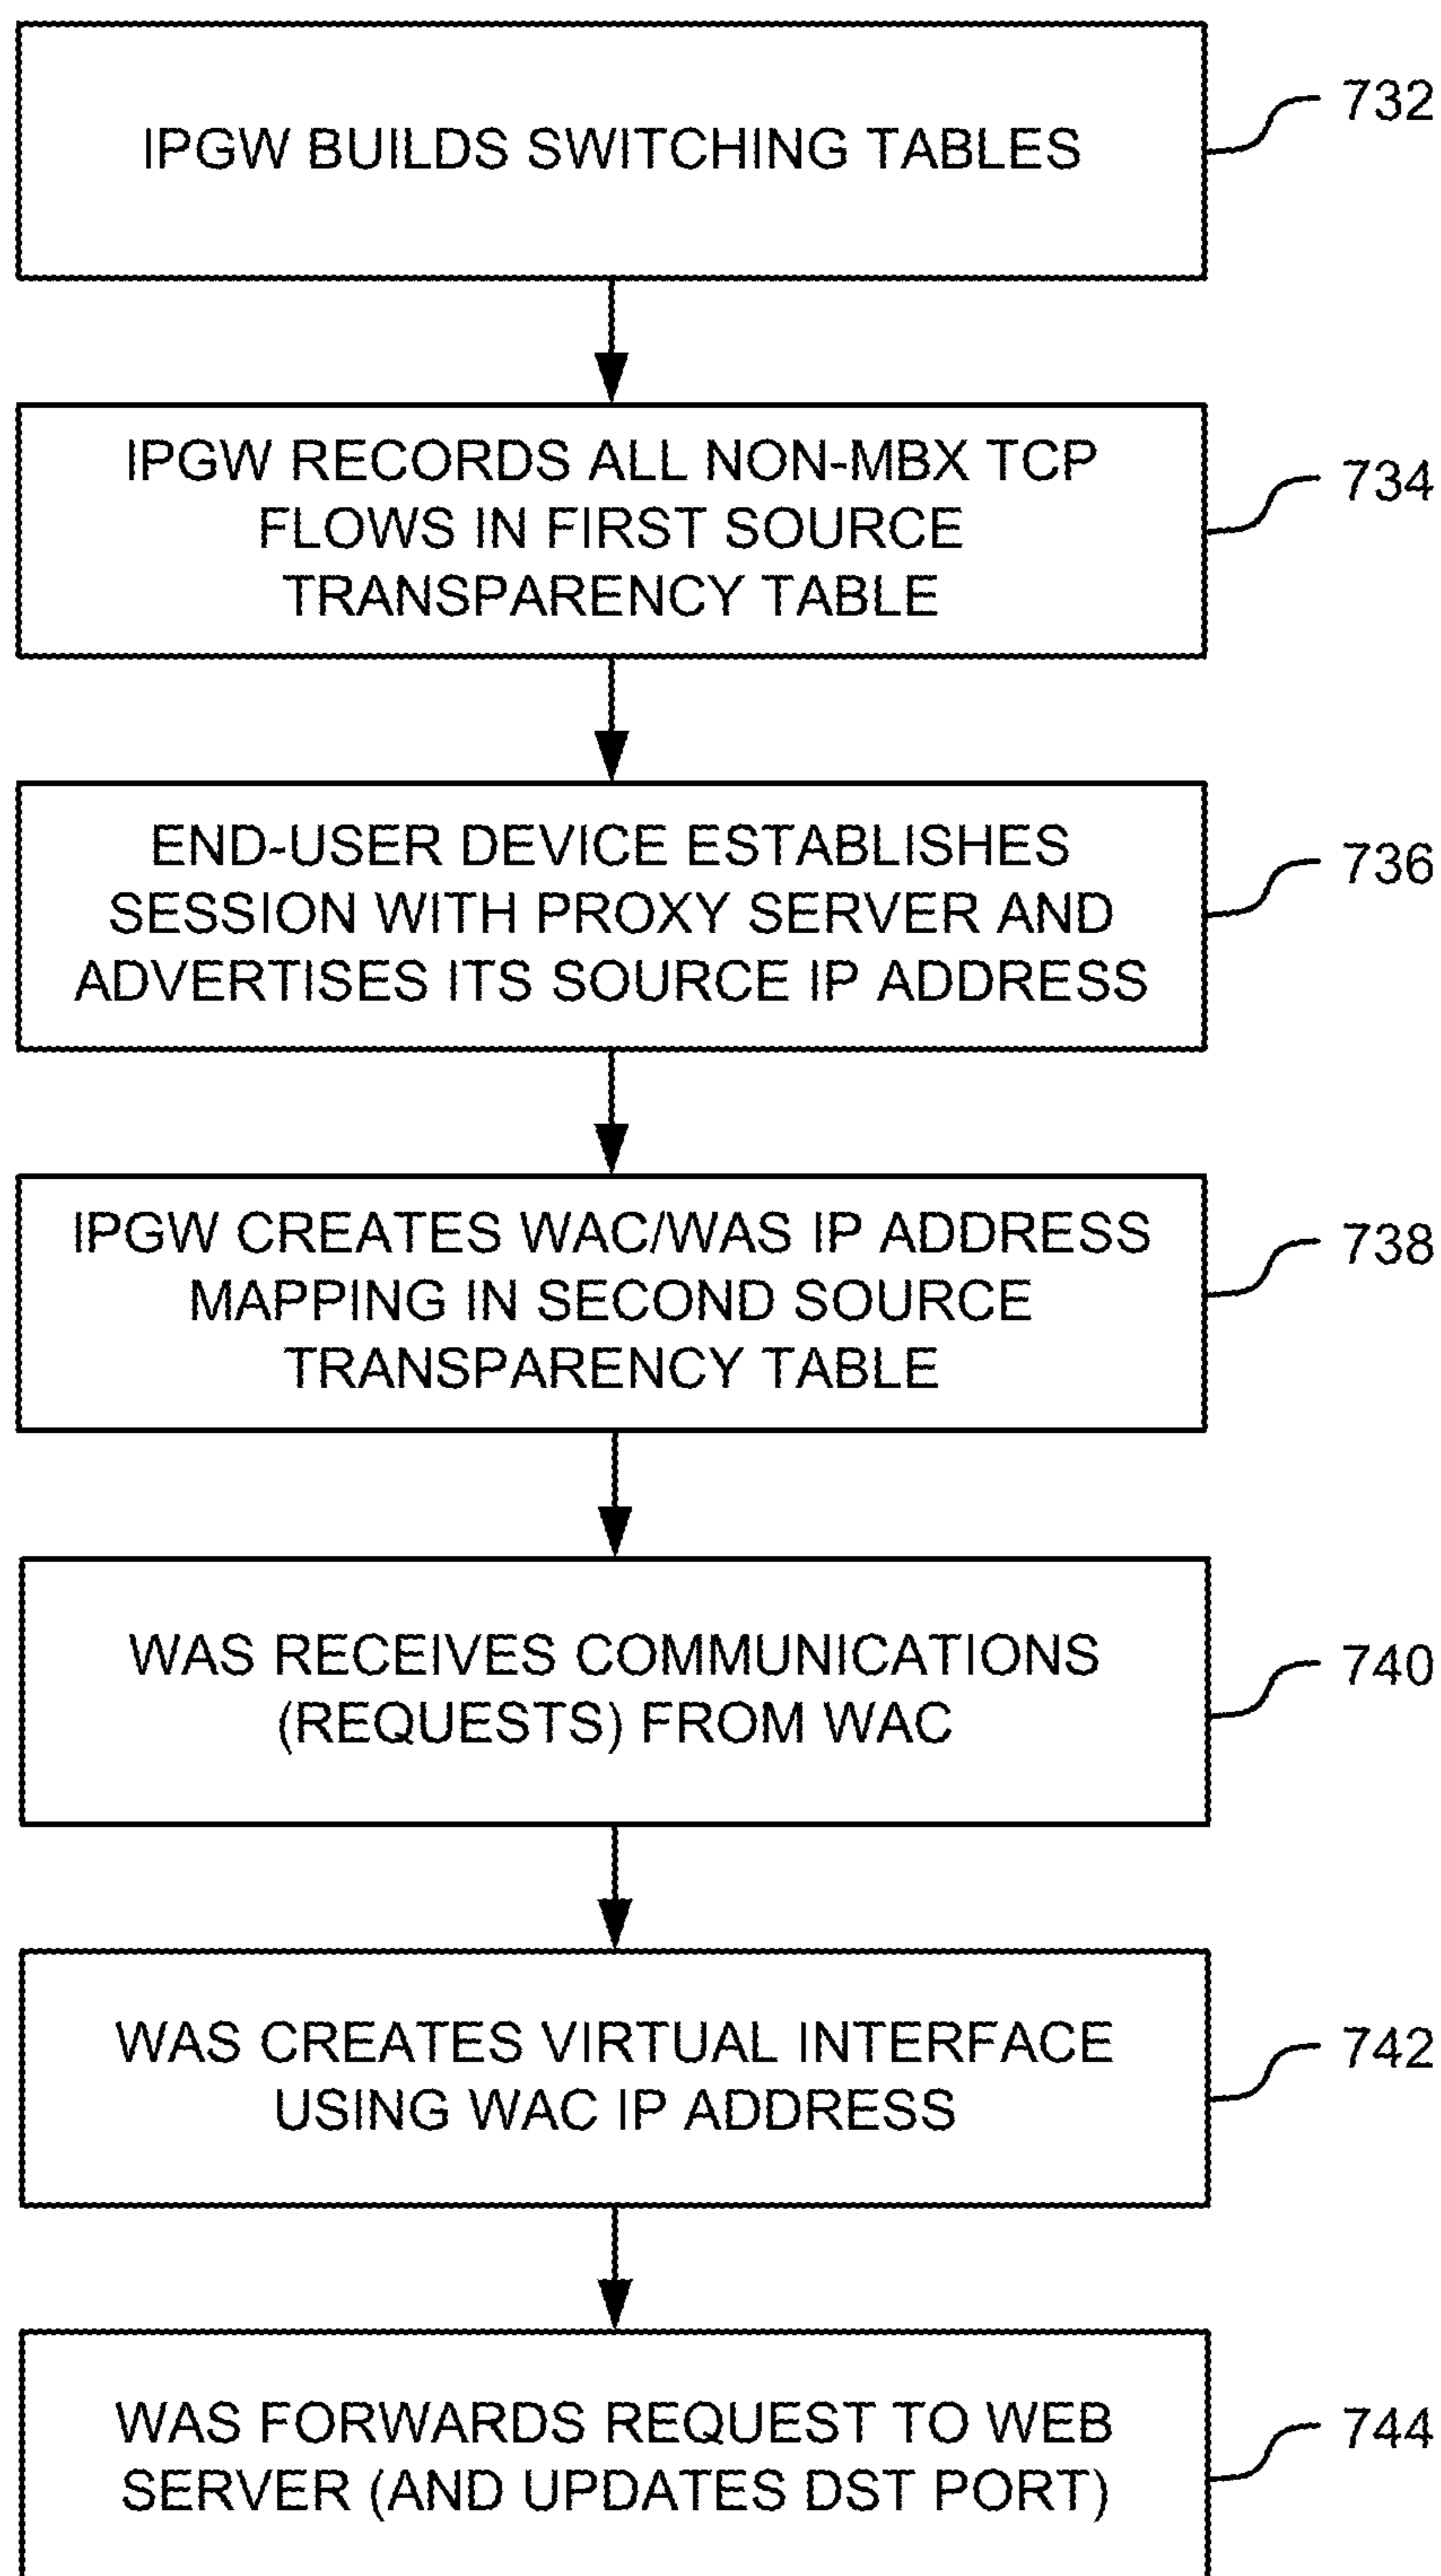 IPGW BUILDS SWITCHING TABLES
732
IPGW RECORDS ALL NON-MBX TCP
FLOWS IN FIRST SOURCE
TRANSPARENCY TABLE
734
END-USER DEVICE ESTABLISHES
SESSION WITH PROXY SERVER AND
ADVERTISES ITS SOURCE IP ADDRESS
736
IPGW CREATES WAC/WAS IP ADDRESS
MAPPING IN SECOND SOURCE
TRANSPARENCY TABLE
738
WAS RECEIVES COMMUNICATIONS
(REQUESTS) FROM WAC
740
WAS CREATES VIRTUAL INTERFACE
USING WAC IP ADDRESS
742
WAS FORWARDS REQUEST TO WEB
SERVER (AND UPDATES DST PORT)
744